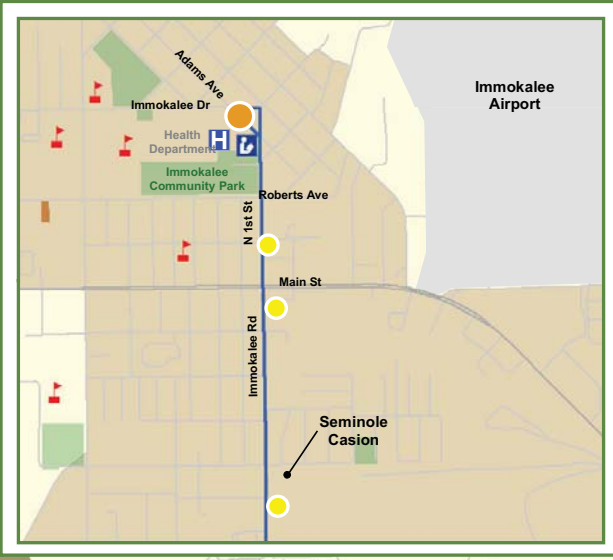 Adams Ave
Immokalee
Airport
Immokalee Dr
Health
Department
H
Immokalee
Community Park
Roberts Ave
N 1st St
Main St
Immokalee Rd
Seminole
Casion